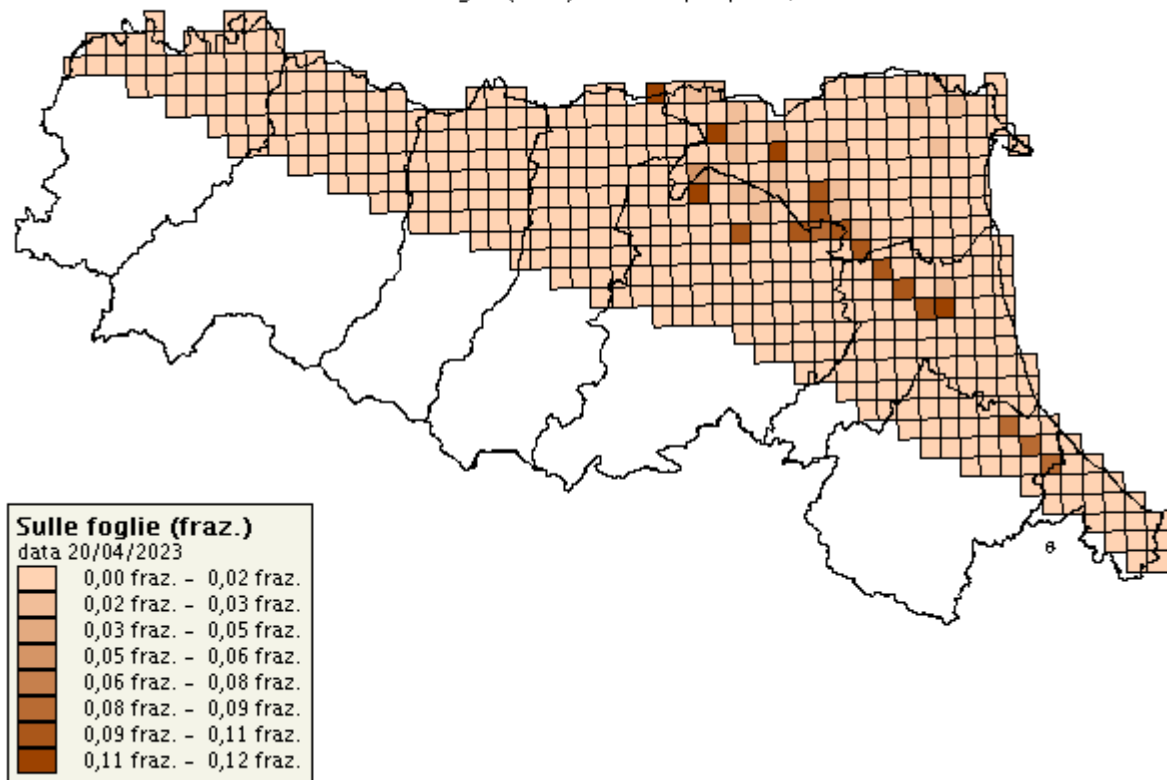 Sulle foglie (fraz.)
data 20/04/2023
0,00 fraz. - 0,02 fraz.
0,02 fraz. - 0,03 fraz.
0,03 fraz. - 0,05 fraz.
0,05 fraz. - 0,06 fraz.
0,06 fraz. - 0,08 fraz.
0,08 fraz. - 0,09 fraz.
0,09 fraz. - 0,11 fraz.
0,11 fraz. - 0,12 fraz.